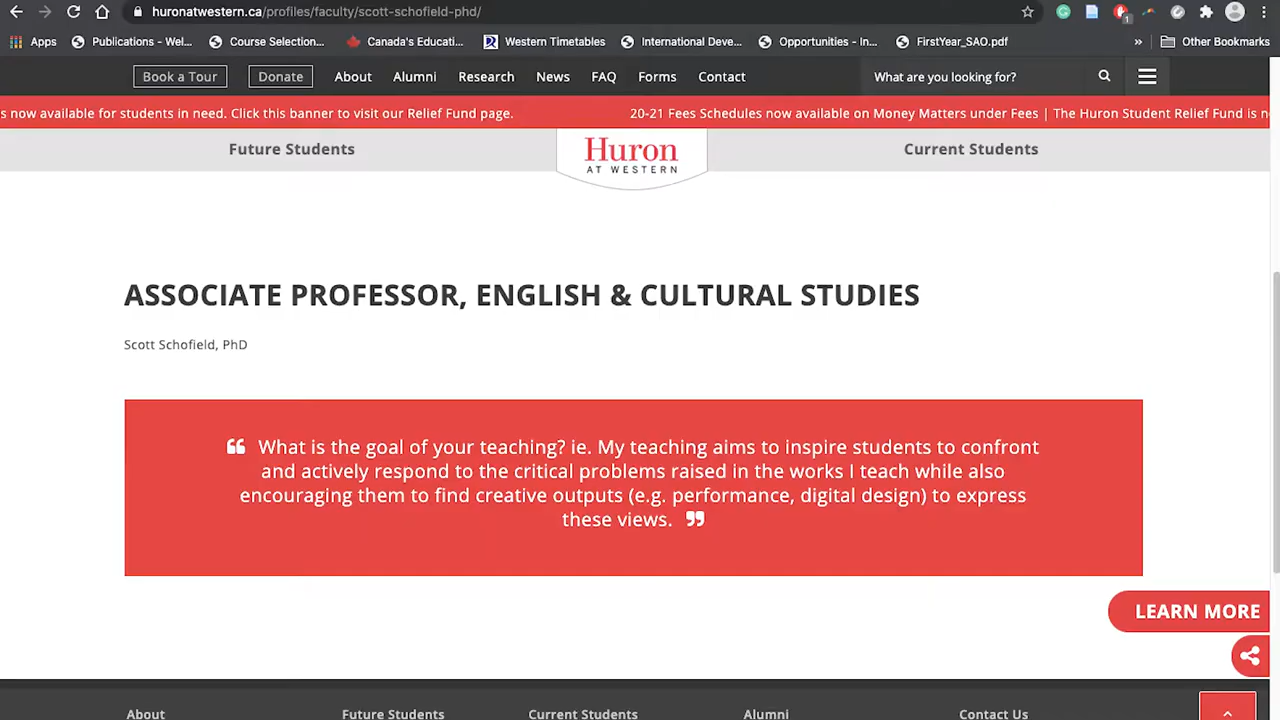 huronatwestern.ca/profiles/faculty/scott-schofield-phd/
1
Apps Publications - Wel... Course Selection... Canada's Educati... Western Timetables International Deve... Opportunities - In... FirstYear_SAO.pdf » Other Bookmarks
Book a Tour Donate About Alumni Research News FAQ Forms Contact What are you looking for?
s now available for students in need. Click this banner to visit our Relief Fund page. 20-21 Fees Schedules now available on Money Matters under Fees | The Huron Student Relief Fund is n
Future Students Huron Current Students
AT WESTERN
ASSOCIATE PROFESSOR, ENGLISH & CULTURAL STUDIES
Scott Schofield, PhD
“ What is the goal of your teaching? ie. My teaching aims to inspire students to confront
and actively respond to the critical problems raised in the works I teach while also
encouraging them to find creative outputs (e.g. performance, digital design) to express
these views. ”
LEARN MORE
About Future Students Current Students Alumni Contact Us